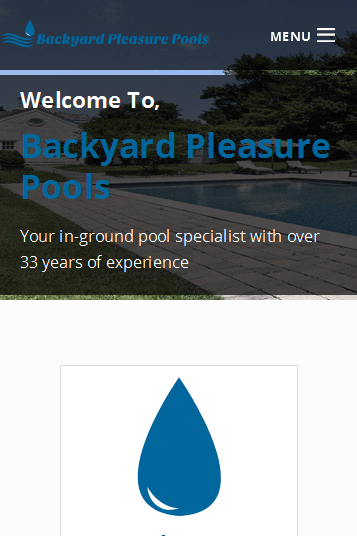 Backyard Pleasure Pools
MENU
Welcome To,
Backyard Pleasure
Pools
Your in-ground pool specialist with over
33 years of experience